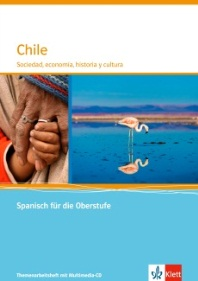 Chile
Sociedad, economía, historia y cultura
Spanisch für die Oberstufe
Themenarbeitsheft mit Multimedia-CD
Klett